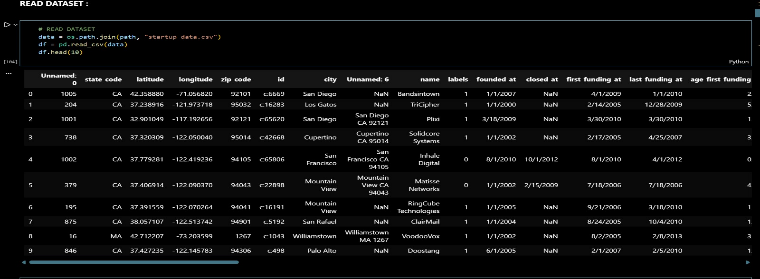 READ DATASET :
# READ DATASET
data = os.path.join(path, "startup data.csv")
df = pd.read_csv(data)
df.head(10)
Python
Unnamed: 0 state code latitude longitude zip code id city Unnamed: 6 name labels founded at closed at first funding at last funding at age first funding
0 1005 CA 42.358880 -71.056820 92101 c:6669 San Diego NaN Bandsintown 1 1/1/2007 NaN 4/1/2009 1/1/2010 2
1 204 CA 37.238916 -121.973718 95032 c:16283 Los Gatos NaN TriCipher 1 1/1/2000 NaN 2/14/2005 12/28/2009 5
2 1001 CA 32.901049 -117.192656 92121 c:65620 San Diego San Diego CA 92121 Plixi 1 3/18/2009 NaN 3/30/2010 3/30/2010 1
3 738 CA 37.320309 -122.050040 95014 c:42668 Cupertino Cupertino CA 95014 Solidcore Systems 1 1/1/2002 NaN 2/17/2005 4/25/2007 3
4 1002 CA 37.779281 -122.419236 94105 c:65806 San Francisco San Francisco CA 94105 Inhale Digital 0 8/1/2010 10/1/2012 8/1/2010 4/1/2012 0
5 379 CA 37.406914 -122.090370 94043 c:22898 Mountain View Mountain View CA 94043 Matisse Networks 0 1/1/2002 2/15/2009 7/18/2006 7/18/2006 4
6 195 CA 37.391559 -122.070264 94041 c:16191 Mountain View NaN RingCube Technologies 1 1/1/2005 NaN 9/21/2006 3/18/2010 1
7 875 CA 38.057107 -122.513742 94901 c:5192 San Rafael NaN ClairMail 1 1/1/2004 NaN 8/24/2005 10/4/2010 1
8 16 MA 42.712207 -73.203599 1267 c:1043 Williamstown Williamstown MA 1267 VoodooVox 1 1/1/2002 NaN 8/2/2005 2/8/2013 3
9 846 CA 37.427235 -122.145783 94306 c:498 Palo Alto NaN Doostang 1 6/1/2005 NaN 2/1/2007 2/5/2010 1